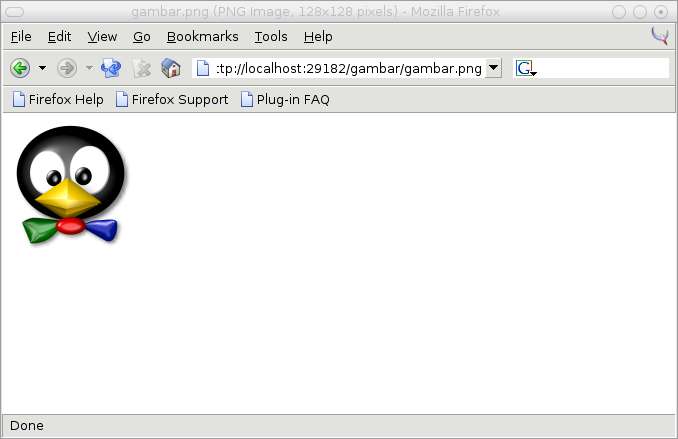 gambar.png (PNG Image, 128x128 pixels) - Mozilla Firefox
File Edit View Go Bookmarks Tools Help
:tp://localhost:29182/gambar/gambar.png G
Firefox Help Firefox Support Plug-in FAQ
Done